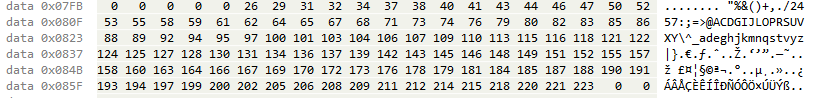 data 0x07FB 0 0 0 0 0 26 29 31 32 34 37 38 40 41 43 44 46 47 50 52 ........ "%&()+,./24
data 0x080F 53 55 58 59 61 62 64 65 67 68 71 73 74 76 79 80 82 83 85 86 57:;=>@ACDGIJLOPRSUV
data 0x0823 88 89 92 94 95 97 100 101 103 104 106 107 109 110 113 115 116 118 121 122 XY\^_adeghjkmnqstvyz
data 0x0837 124 125 127 128 130 131 134 136 137 139 142 143 145 146 148 149 151 152 155 157 |}.€.ƒ.ˆ..Ž.‘’”.—˜..
data 0x084B 158 160 163 164 166 167 169 170 172 173 176 178 179 181 184 185 187 188 190 191 ž £¤¦§©ª¬.°..µ¸.»..¿
data 0x085F 193 194 197 199 200 202 205 206 208 209 211 212 214 215 218 220 221 223 0 0 ÁÂÅÇÈÊÍÎÐÑÓÔÖ×ÚÜÝß..